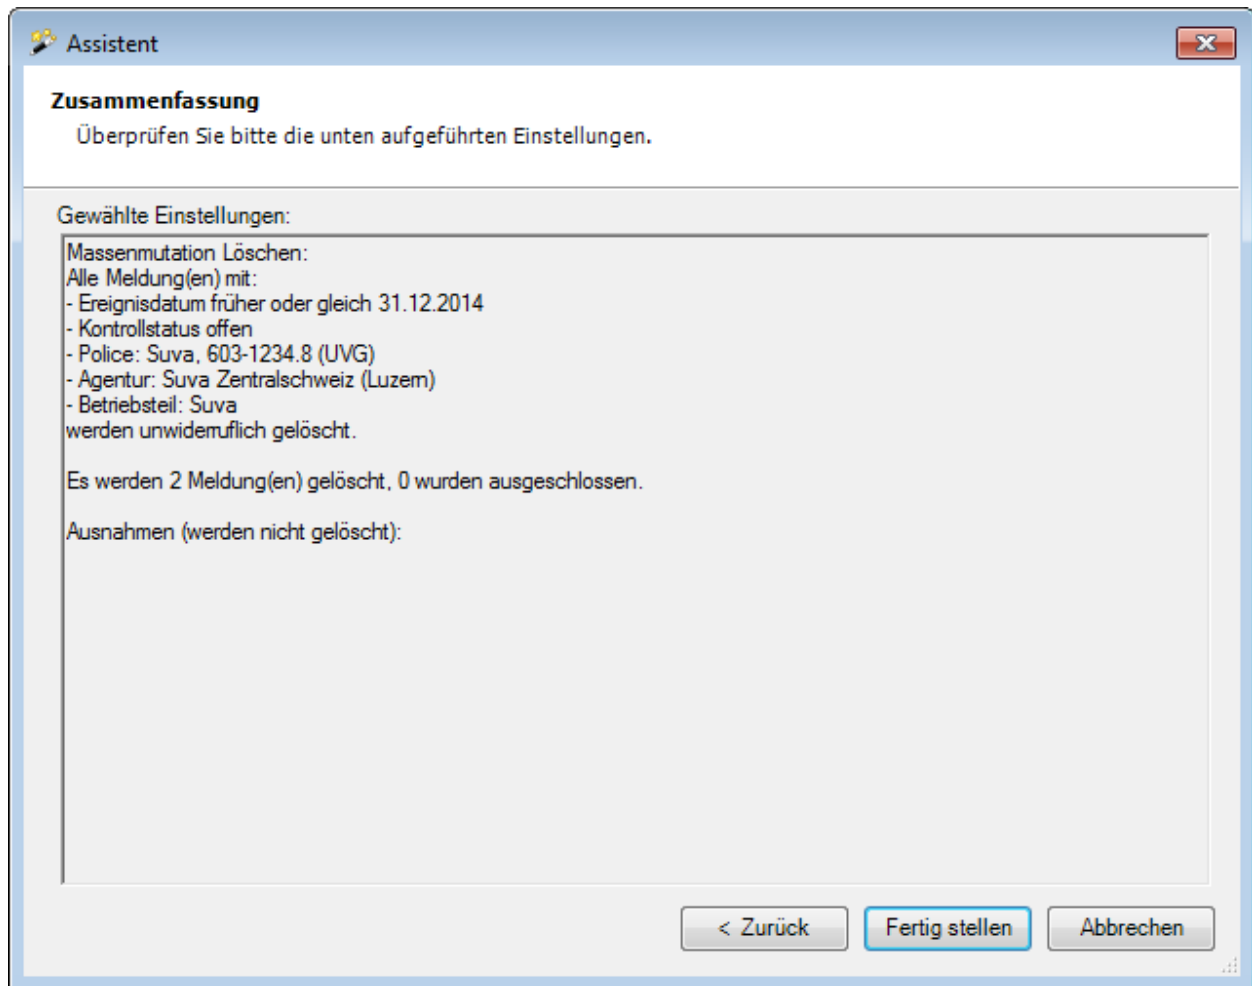 Assistent
Zusammenfassung
Überprüfen Sie bitte die unten aufgeführten Einstellungen.
Gewählte Einstellungen:
Massenmutation Löschen:
Alle Meldung(en) mit:
- Ereignisdatum früher oder gleich 31.12.2014
- Kontrollstatus offen
- Police: Suva, 603-1234.8 (UVG)
- Agentur: Suva Zentralschweiz (Luzern)
- Betriebsteil: Suva
werden unwiderruflich gelöscht.
Es werden 2 Meldung(en) gelöscht, 0 wurden ausgeschlossen.
Ausnahmen (werden nicht gelöscht):
< Zurück
Fertig stellen
Abbrechen